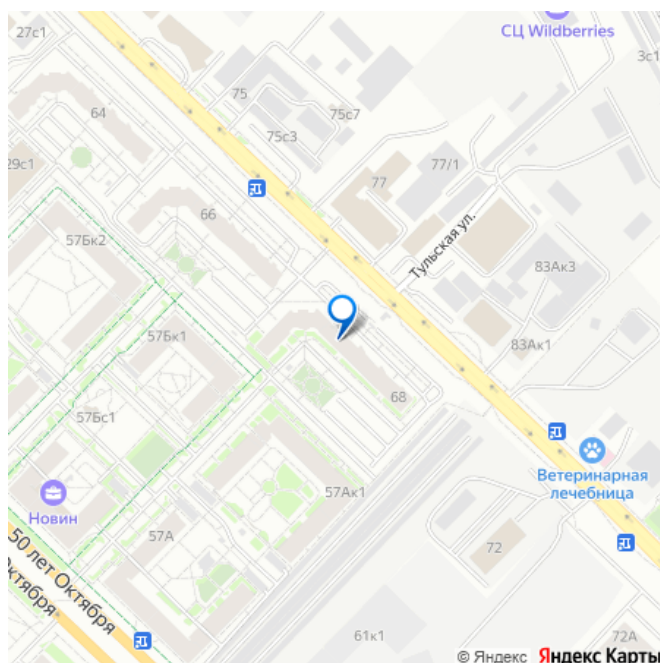 27с1
СЦ Wildberries
3с1
75
75с7
64
75с3
77/1
29с1
77
66
Тульская ул.
57Бк2
83Ак3
57Бк1
83Ак1
68
57Бс1
Ветеринарная
лечебница
57Ак1
Новин
57А
72
50 лет Октября
Октября
61к1
72А
© Яндекс Яндекс Карты